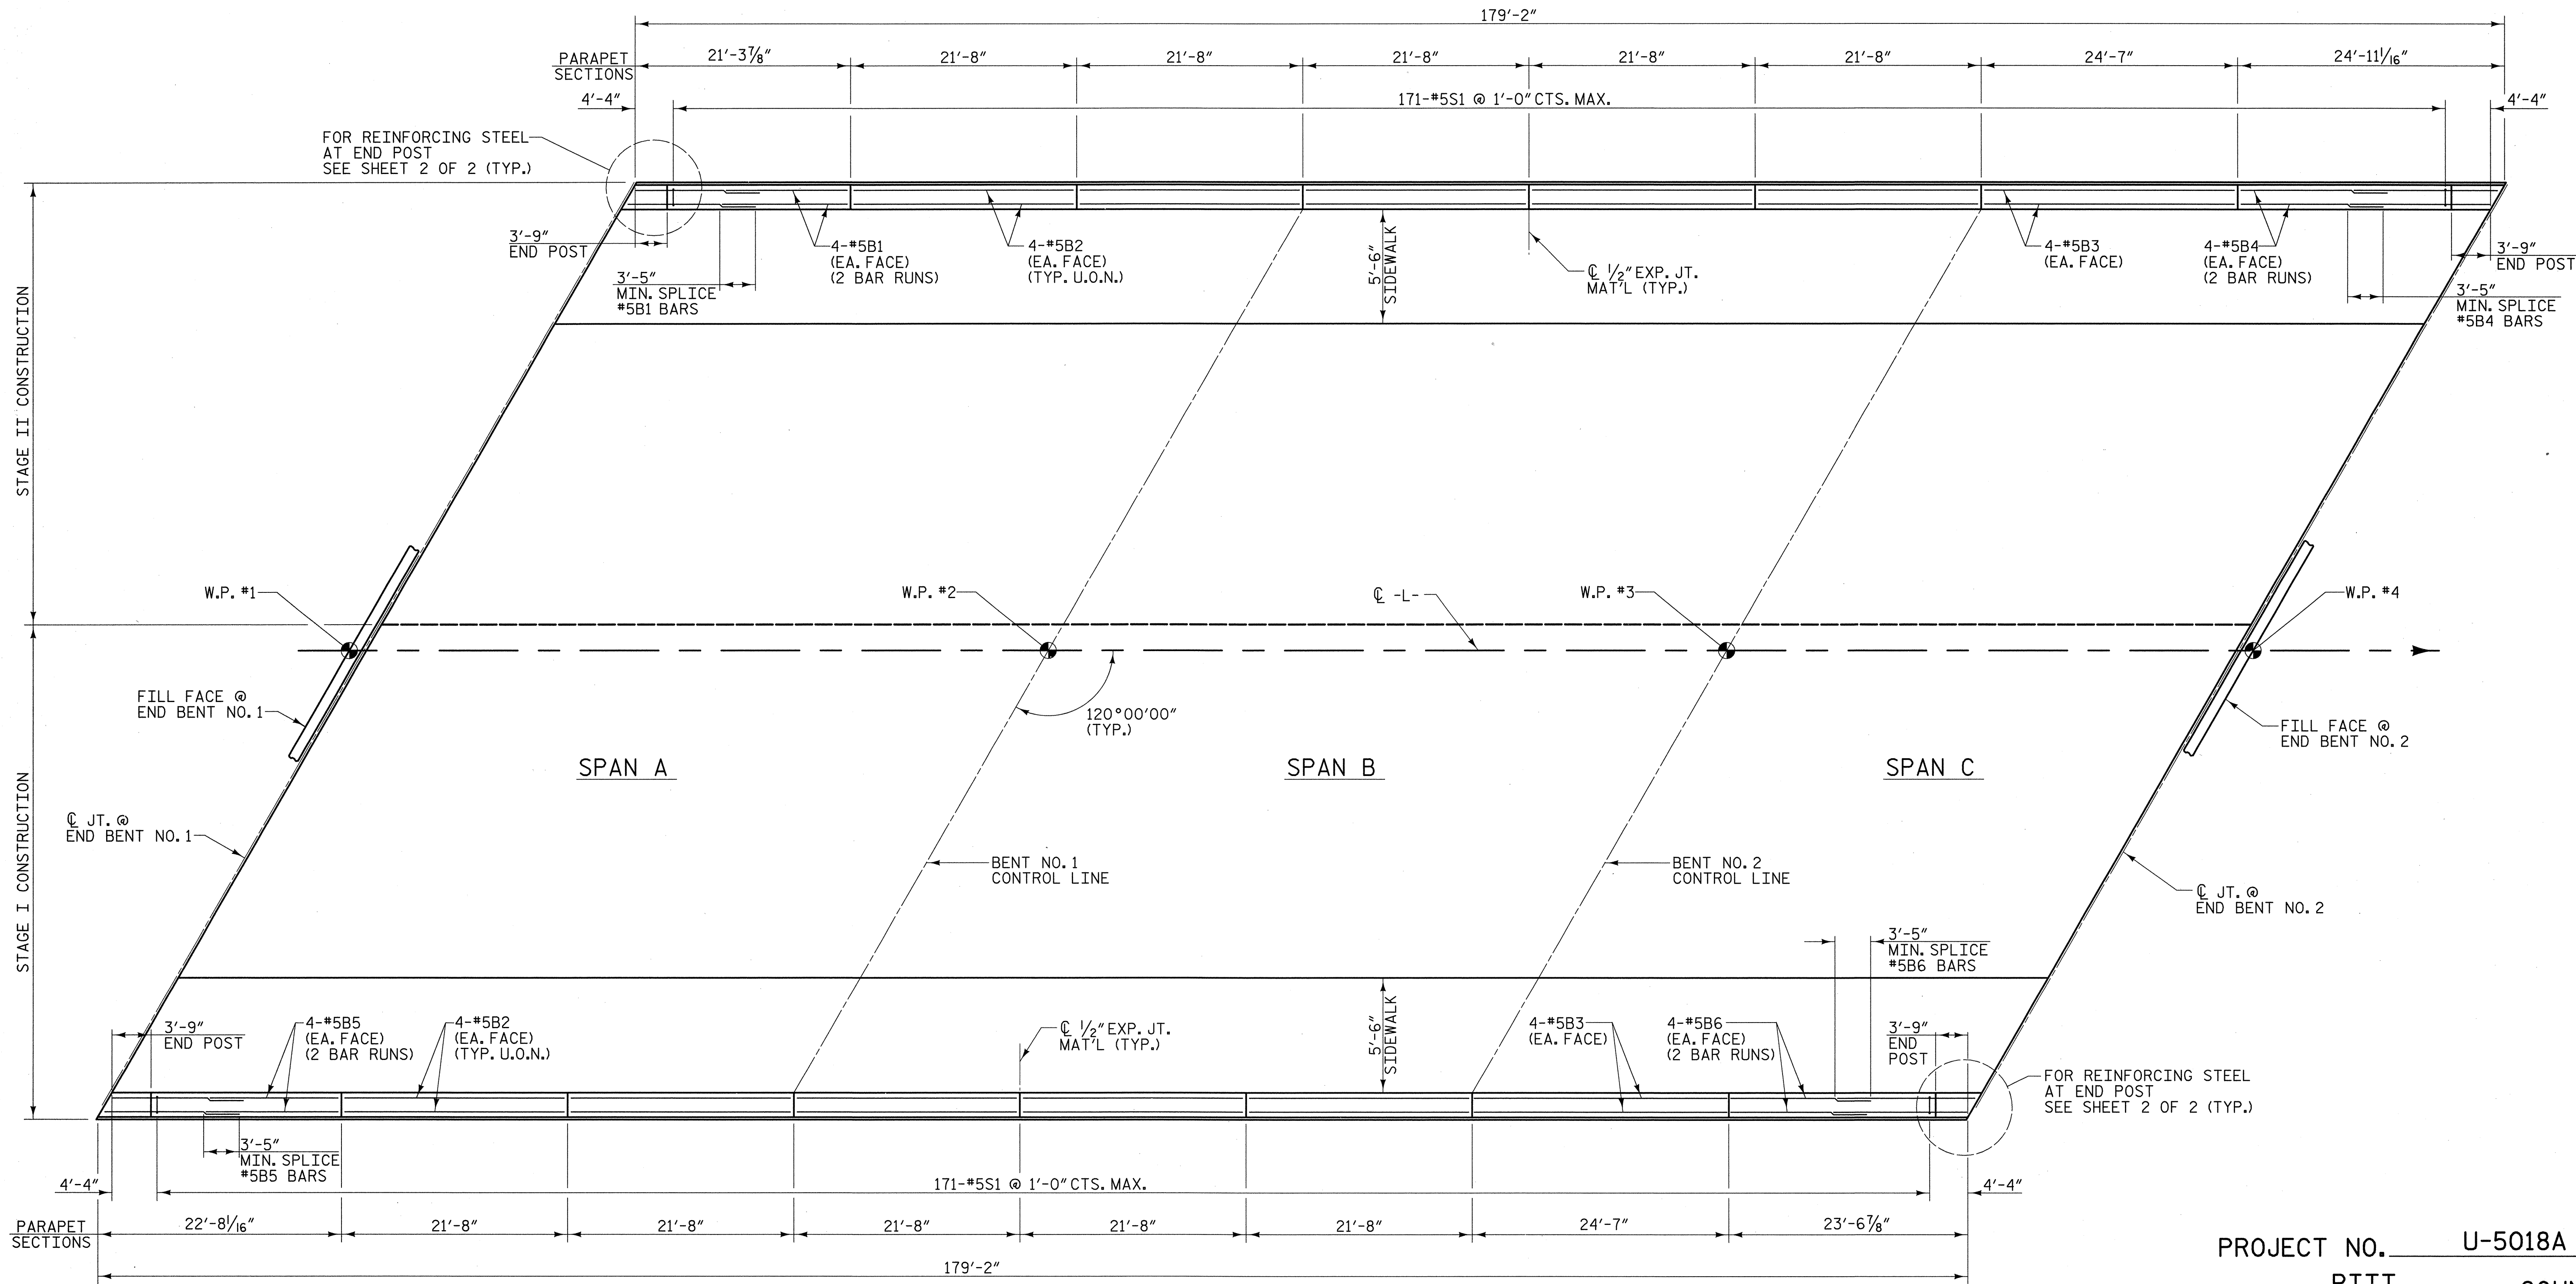 179'-2"
PARAPET
SECTIONS
21'-3⅞"
21'-8"
21'-8"
21'-8"
21'-8"
21'-8"
24'-7"
24'-11 1/16"
4'-4"
171-#5S1 @ 1'-0" CTS. MAX.
4'-4"
FOR REINFORCING STEEL
AT END POST
SEE SHEET 2 OF 2 (TYP.)
3'-9"
END POST
3'-5"
MIN. SPLICE
#5B1 BARS
4-#5B1
(EA. FACE)
(2 BAR RUNS)
4-#5B2
(EA. FACE)
(TYP. U.O.N.)
5'-6"
SIDEWALK
℄ ½" EXP. JT.
MAT'L (TYP.)
4-#5B3
(EA. FACE)
4-#5B4
(EA. FACE)
(2 BAR RUNS)
3'-9"
END POST
3'-5"
MIN. SPLICE
#5B4 BARS
STAGE II CONSTRUCTION
W.P. #1
W.P. #2
℄ -L-
W.P. #3
W.P. #4
FILL FACE @
END BENT NO. 1
120°00'00"
(TYP.)
FILL FACE @
END BENT NO. 2
SPAN A
SPAN B
SPAN C
STAGE I CONSTRUCTION
℄ JT. @
END BENT NO. 1
BENT NO. 1
CONTROL LINE
BENT NO. 2
CONTROL LINE
℄ JT. @
END BENT NO. 2
3'-5"
MIN. SPLICE
#5B6 BARS
3'-9"
END POST
4-#5B5
(EA. FACE)
(2 BAR RUNS)
4-#5B2
(EA. FACE)
(TYP. U.O.N.)
℄ ½" EXP. JT.
MAT'L (TYP.)
5'-6"
SIDEWALK
4-#5B3
(EA. FACE)
4-#5B6
(EA. FACE)
(2 BAR RUNS)
3'-9"
END
POST
FOR REINFORCING STEEL
AT END POST
SEE SHEET 2 OF 2 (TYP.)
3'-5"
MIN. SPLICE
#5B5 BARS
4'-4"
171-#5S1 @ 1'-0" CTS. MAX.
4'-4"
PARAPET
SECTIONS
22'-8 1/16"
21'-8"
21'-8"
21'-8"
21'-8"
21'-8"
24'-7"
23'-6⅞"
179'-2"
PROJECT NO. U-5018A
PITT